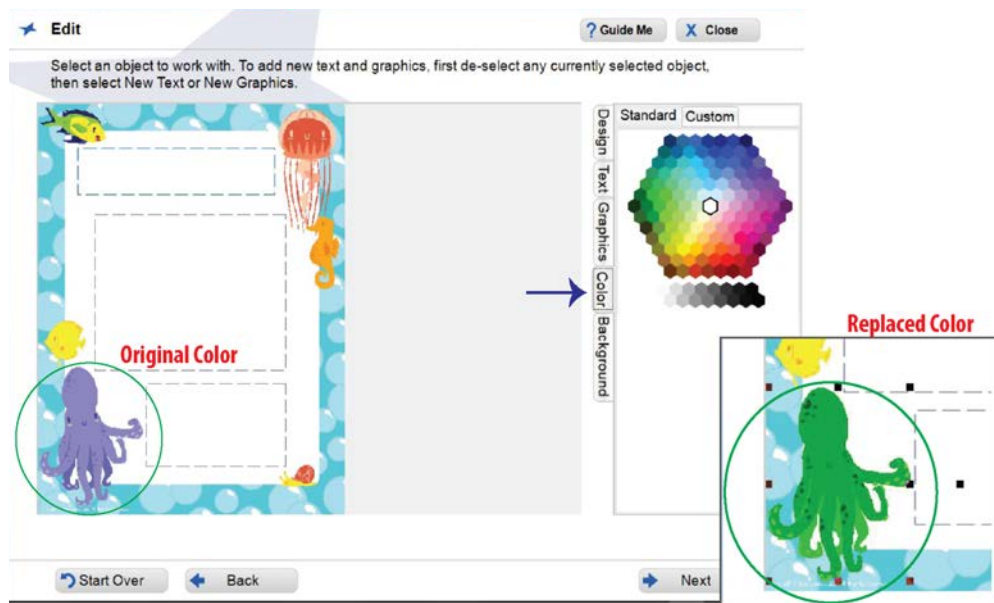 Edit
? Guide Me
X Close
Select an object to work with. To add new text and graphics, first de-select any currently selected object,
then select New Text or New Graphics.
Design
Text
Graphics
Color
Background
Standard
Custom
Original Color
Replaced Color
Start Over
Back
Next